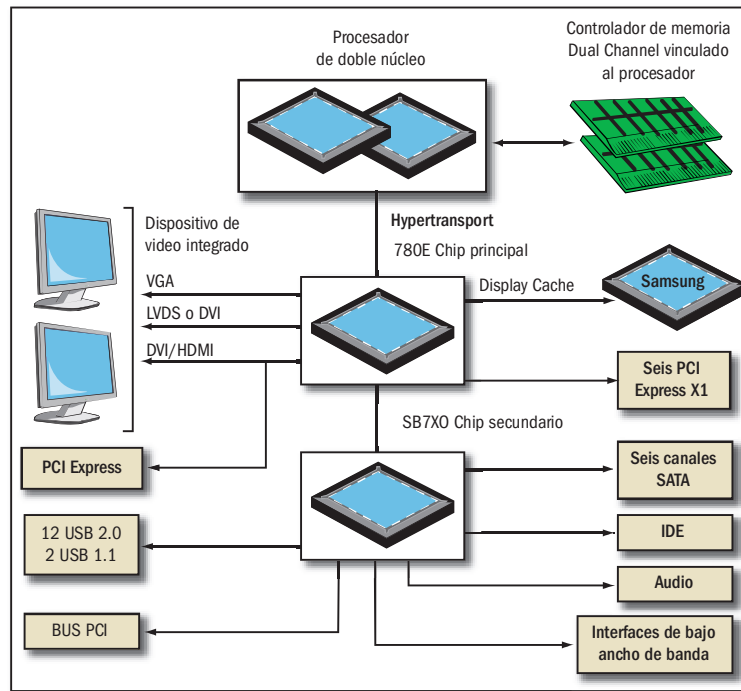 Procesador
de doble núcleo
Controlador de memoria
Dual Channel vinculado
al procesador
Hypertransport
780E Chip principal
Dispositivo de
video integrado
VGA
LVDS o DVI
DVI/HDMI
Display Cache
Samsung
Seis PCI
Express X1
SB7XO Chip secundario
PCI Express
Seis canales
SATA
12 USB 2.0
2 USB 1.1
IDE
Audio
BUS PCI
Interfaces de bajo
ancho de banda